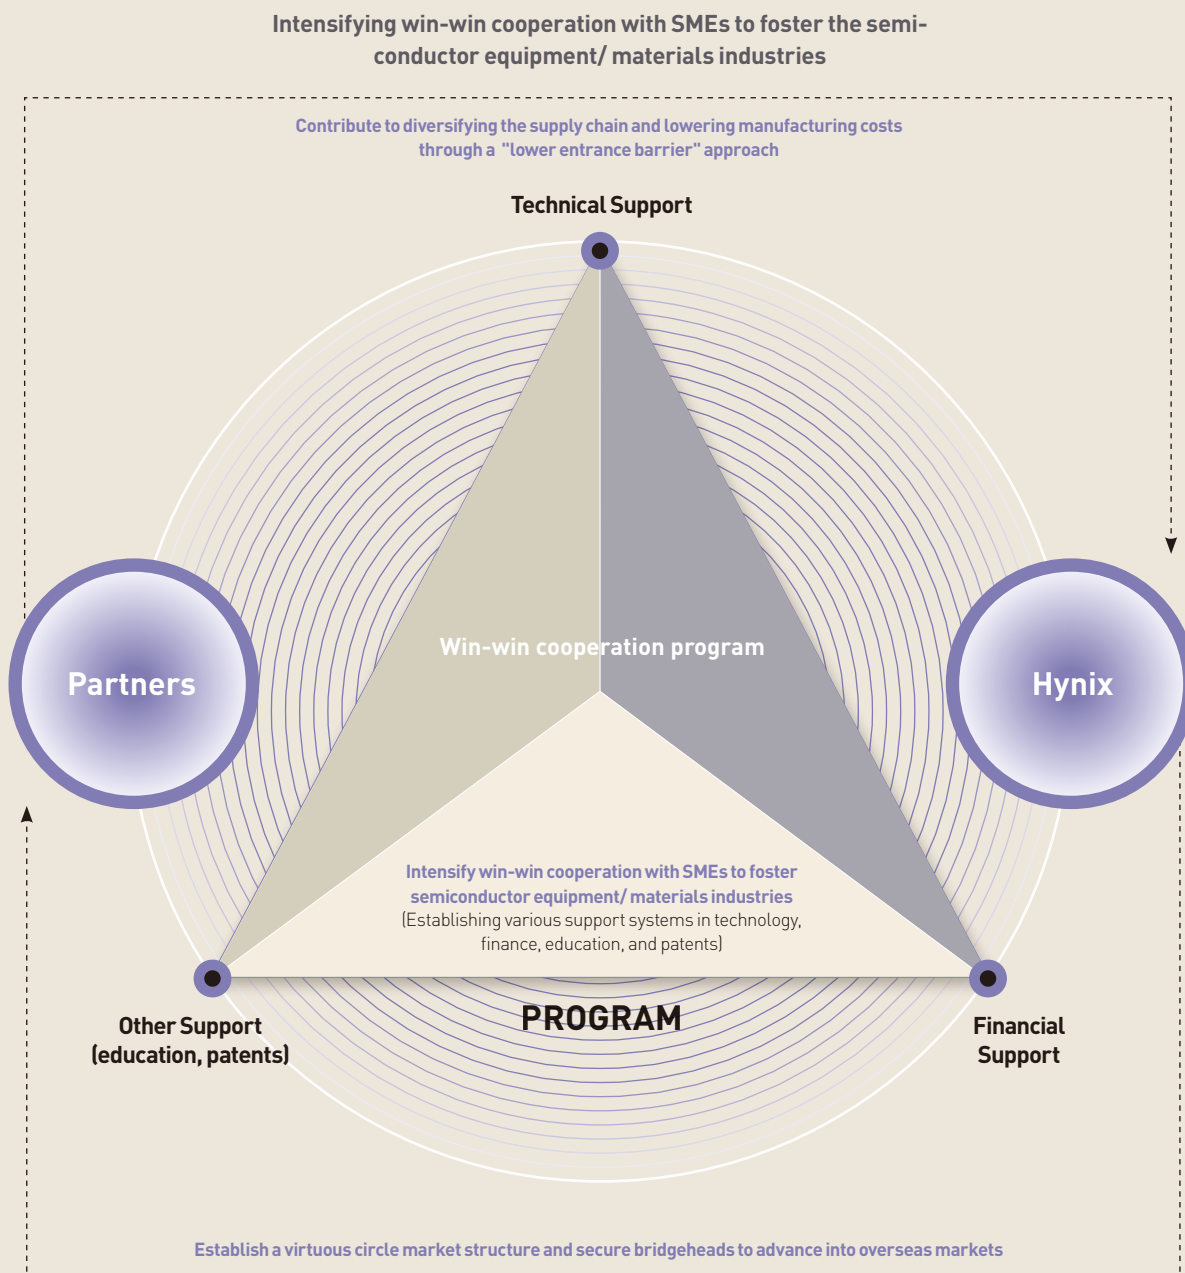 Intensifying win-win cooperation with SMEs to foster the semi-
conductor equipment/ materials industries
Contribute to diversifying the supply chain and lowering manufacturing costs
through a "lower entrance barrier" approach
Technical Support
Win-win cooperation program
Partners
Hynix
Intensify win-win cooperation with SMEs to foster
semiconductor equipment/ materials industries
(Establishing various support systems in technology,
finance, education, and patents)
PROGRAM
Other Support
(education, patents)
Financial
Support
Establish a virtuous circle market structure and secure bridgeheads to advance into overseas markets